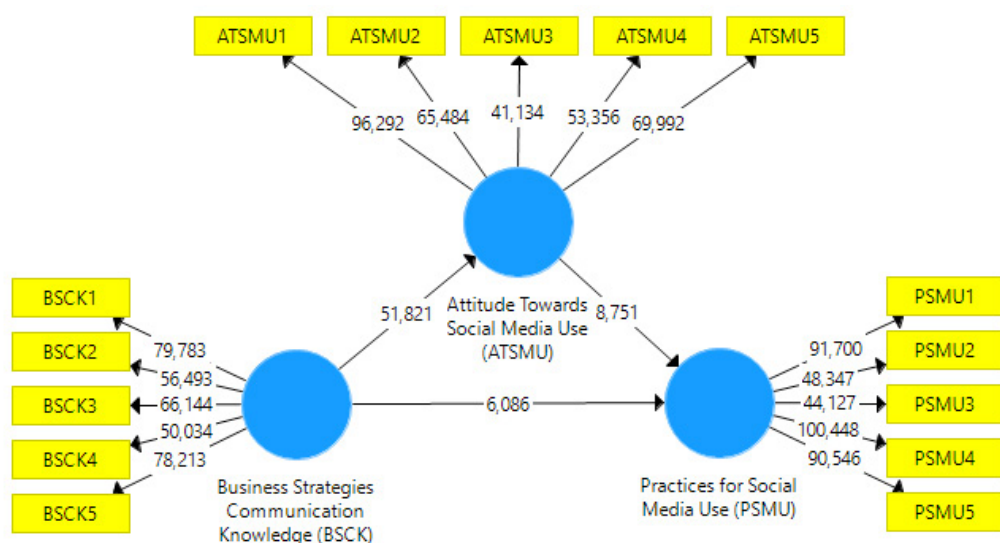 ATSMU1 ATSMU2 ATSMU3 ATSMU4 ATSMU5
96,292 65,484 41,134 53,356 69,992
Attitude Towards
Social Media Use
(ATSMU)
51,821 8,751
BSCK1
BSCK2
BSCK3
BSCK4
BSCK5
79,783
56,493
66,144
50,034
78,213
6,086
Business Strategies
Communication
Knowledge (BSCK)
PSMU1
PSMU2
PSMU3
PSMU4
PSMU5
91,700
48,347
44,127
100,448
90,546
Practices for Social
Media Use (PSMU)